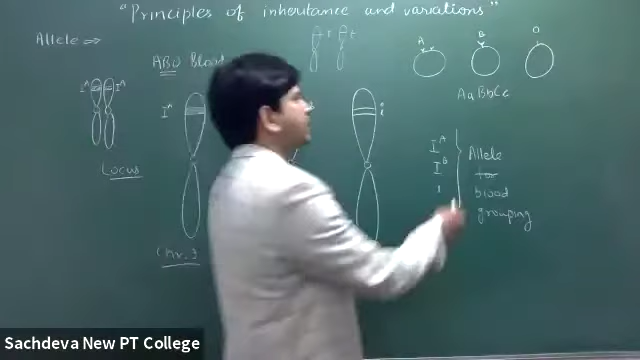 "Principles of inheritance and variations"
Allele ⇒
ABO Blood
A B O
AaBbCc
I^A I^A
I^A
i
Locus
I^A
I^B
i
Allele
for
blood
grouping
Sachdeva New PT College